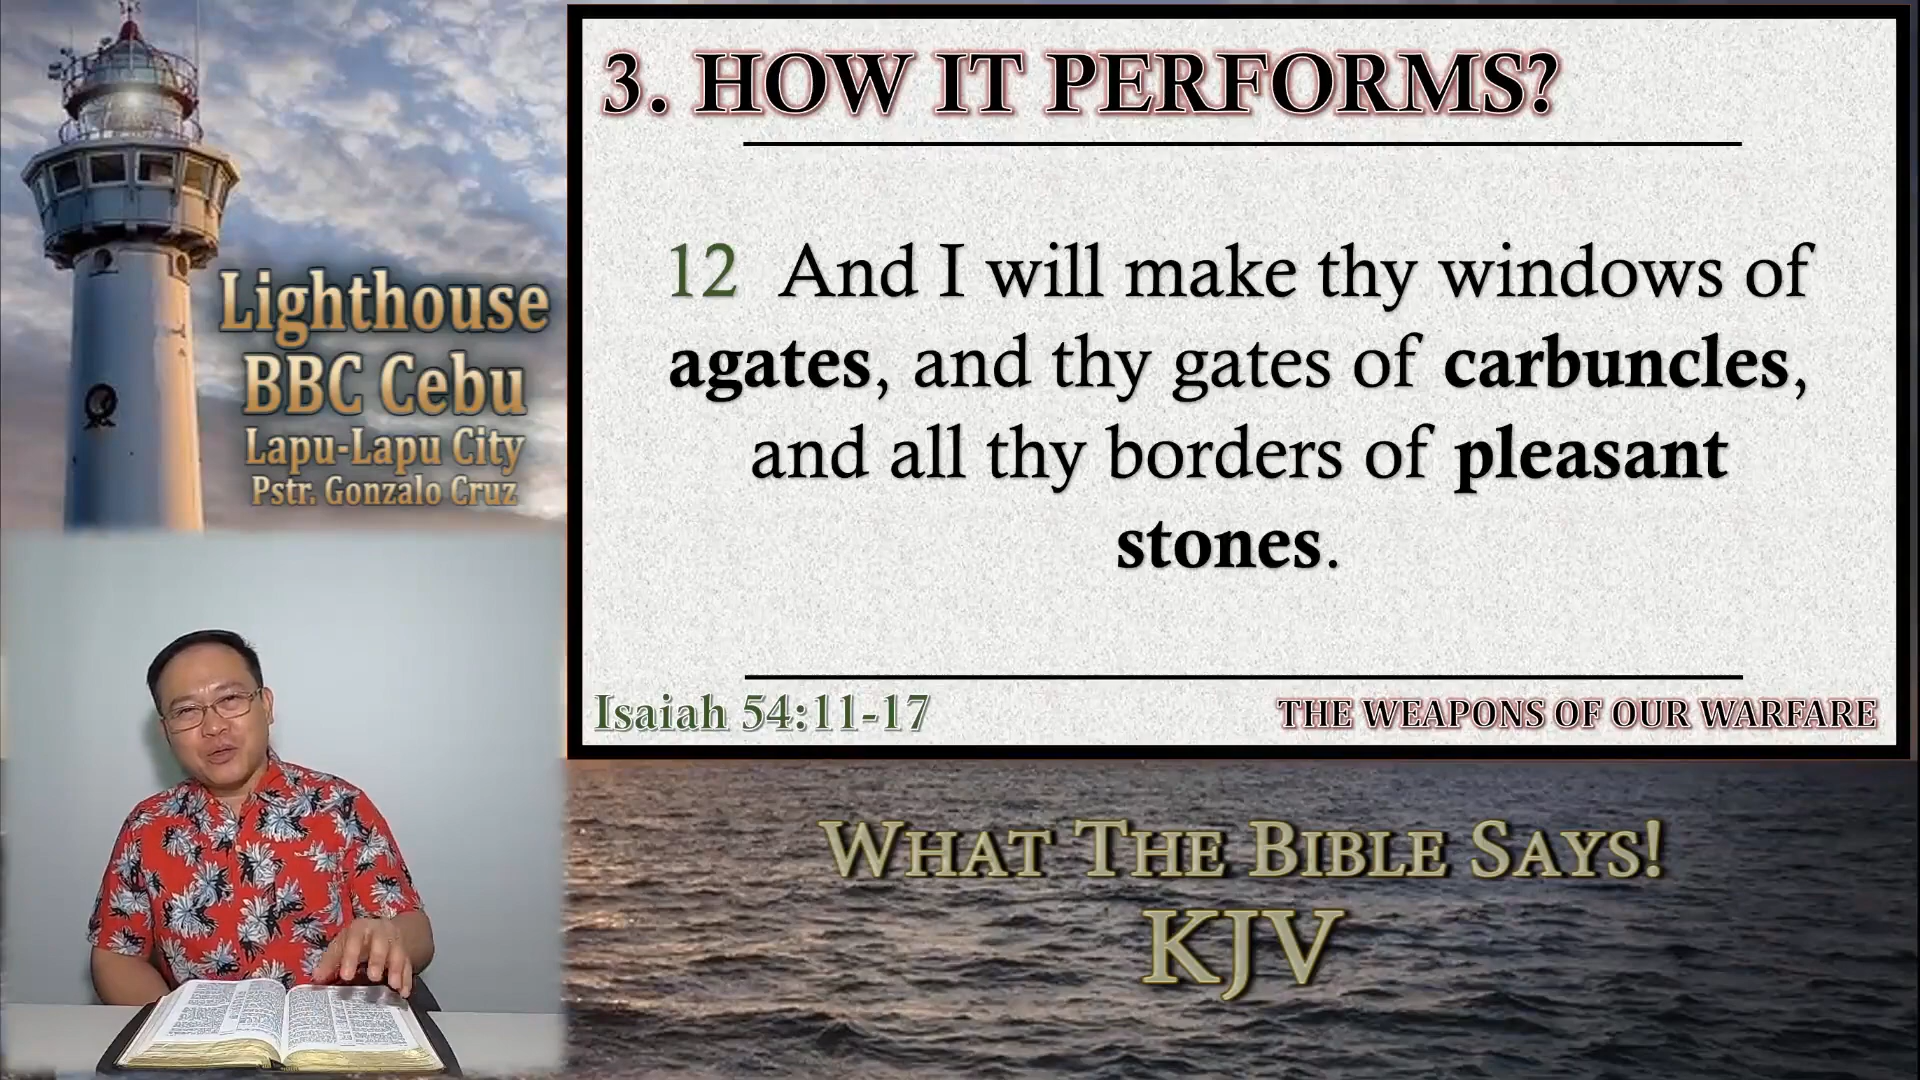 Lighthouse
BBC Cebu
Lapu-Lapu City
Pstr. Gonzalo Cruz
3. HOW IT PERFORMS?
12 And I will make thy windows of
agates, and thy gates of carbuncles,
and all thy borders of pleasant
stones.
Isaiah 54:11-17
THE WEAPONS OF OUR WARFARE
WHAT THE BIBLE SAYS!
KJV